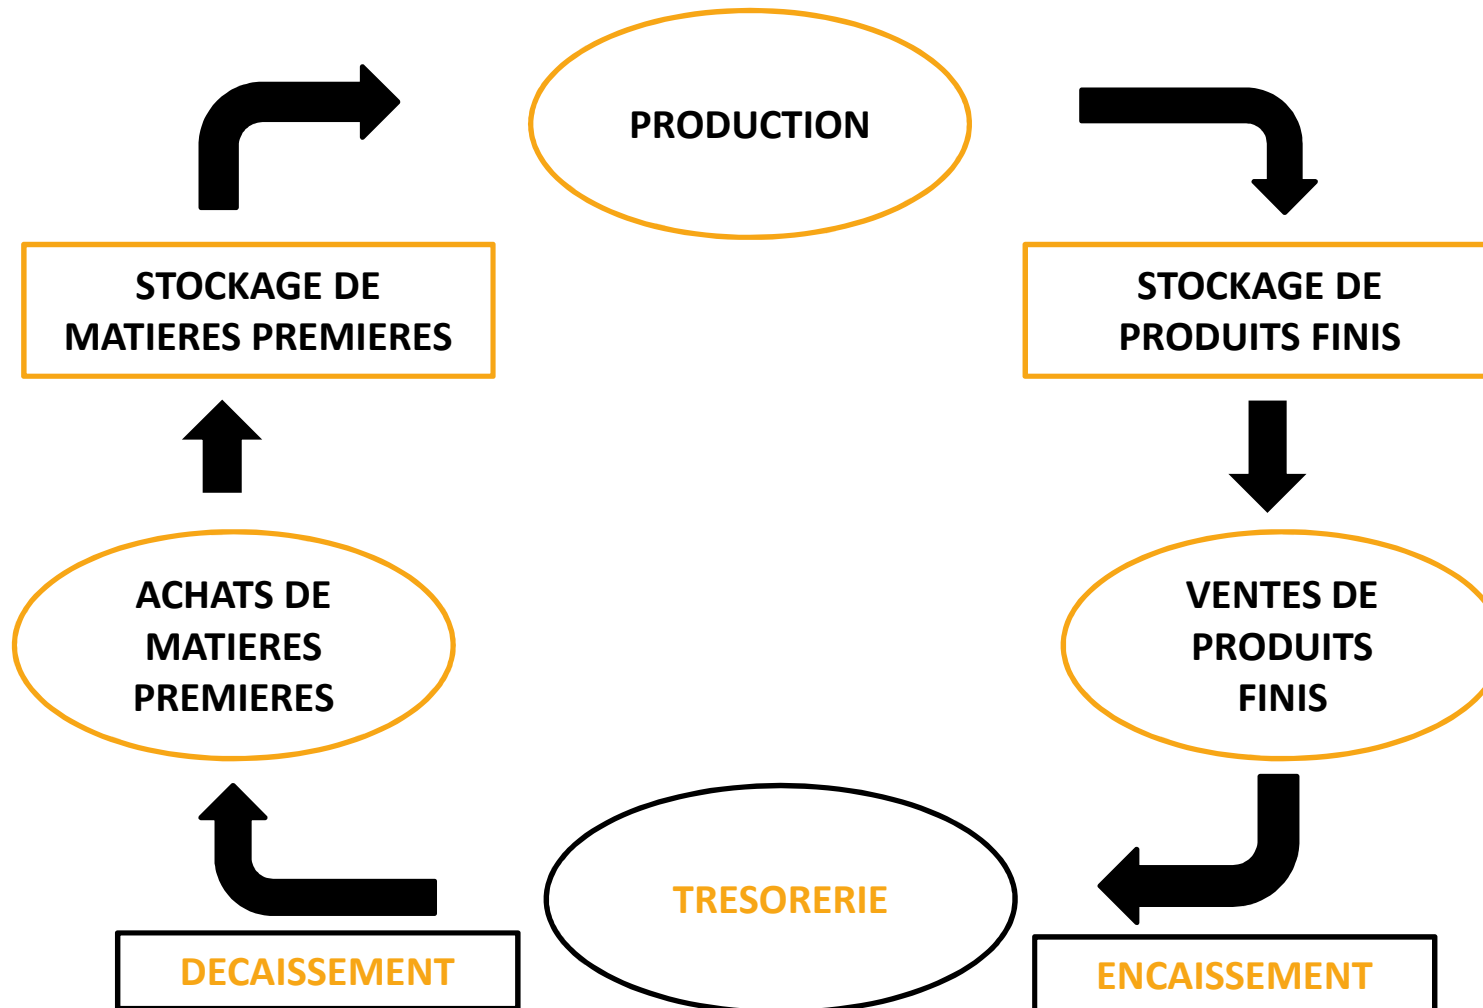 PRODUCTION
STOCKAGE DE
MATIERES PREMIERES
STOCKAGE DE
PRODUITS FINIS
ACHATS DE
MATIERES
PREMIERES
VENTES DE
PRODUITS
FINIS
TRESORERIE
DECAISSEMENT
ENCAISSEMENT